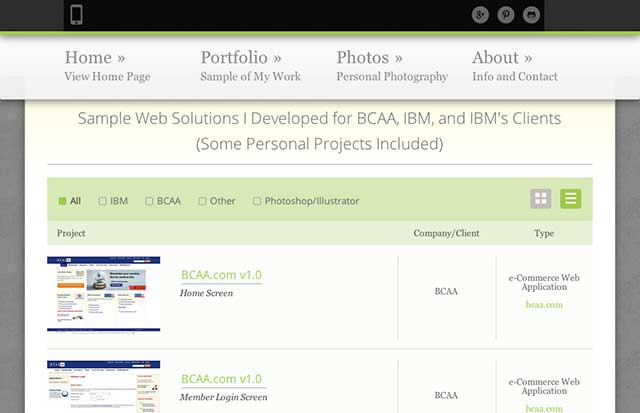 Home »
View Home Page
Portfolio »
Sample of My Work
Photos »
Personal Photography
About »
Info and Contact
Sample Web Solutions I Developed for BCAA, IBM, and IBM's Clients
(Some Personal Projects Included)
All
IBM
BCAA
Other
Photoshop/Illustrator
Project
Company/Client
Type
BCAA.com v1.0
Home Screen
BCAA
e-Commerce Web
Application
bcaa.com
BCAA.com v1.0
Member Login Screen
BCAA
e-Commerce Web
Application
bcaa.com